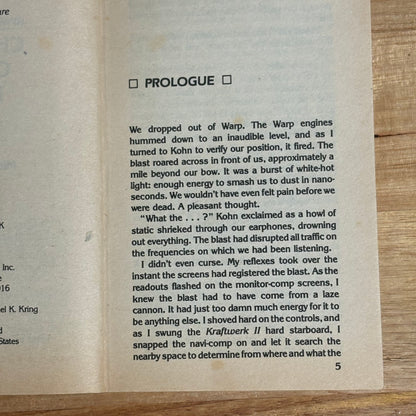 re
K
Inc.
16
el K. Kring
d
States
□ PROLOGUE □
We dropped out of Warp. The Warp engines
hummed down to an inaudible level, and as I
turned to Kohn to verify our position, it fired. The
blast roared across in front of us, approximately a
mile beyond our bow. It was a burst of white-hot
light: enough energy to smash us to dust in nano-
seconds. We wouldn't have even felt pain before we
were dead. A pleasant thought.
"What the . . . ?" Kohn exclaimed as a howl of
static shrieked through our earphones, drowning
out everything. The blast had disrupted all traffic on
the frequencies on which we had been listening.
I didn't even curse. My reflexes took over the
instant the screens had registered the blast. As the
readouts flashed on the monitor-comp screens, I
knew the blast had to have come from a laze
cannon. It had just too damn much energy for it to
be anything else. I shoved hard on the controls, and
as I swung the Kraftwerk II hard starboard, I
snapped the navi-comp on and let it search the
nearby space to determine from where and what the
5